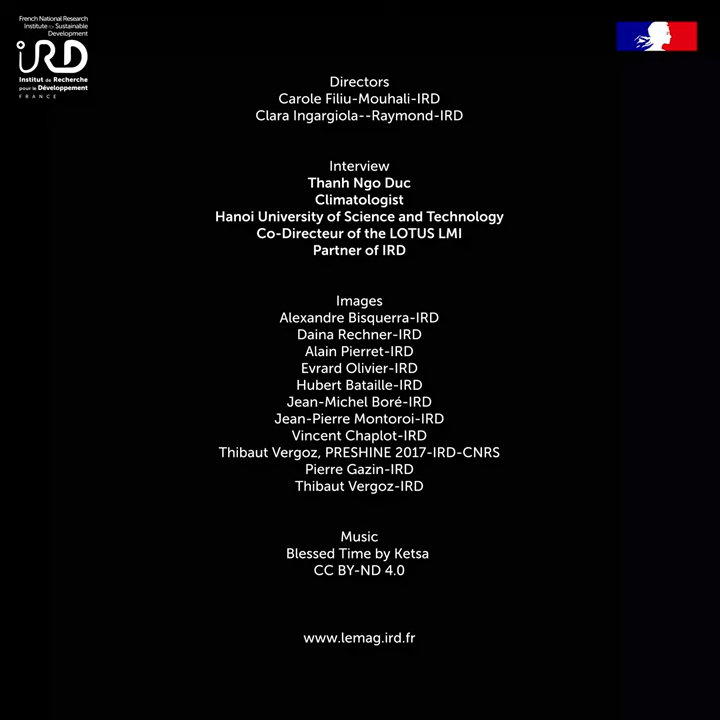 French National Research
Institute for Sustainable
Development
IRD
Institut de Recherche
pour le Développement
FRANCE
Directors
Carole Filiu-Mouhali-IRD
Clara Ingargiola--Raymond-IRD
Interview
Thanh Ngo Duc
Climatologist
Hanoi University of Science and Technology
Co-Directeur of the LOTUS LMI
Partner of IRD
Images
Alexandre Bisquerra-IRD
Daina Rechner-IRD
Alain Pierret-IRD
Evrard Olivier-IRD
Hubert Bataille-IRD
Jean-Michel Boré-IRD
Jean-Pierre Montoroi-IRD
Vincent Chaplot-IRD
Thibaut Vergoz, PRESHINE 2017-IRD-CNRS
Pierre Gazin-IRD
Thibaut Vergoz-IRD
Music
Blessed Time by Ketsa
CC BY-ND 4.0
www.lemag.ird.fr